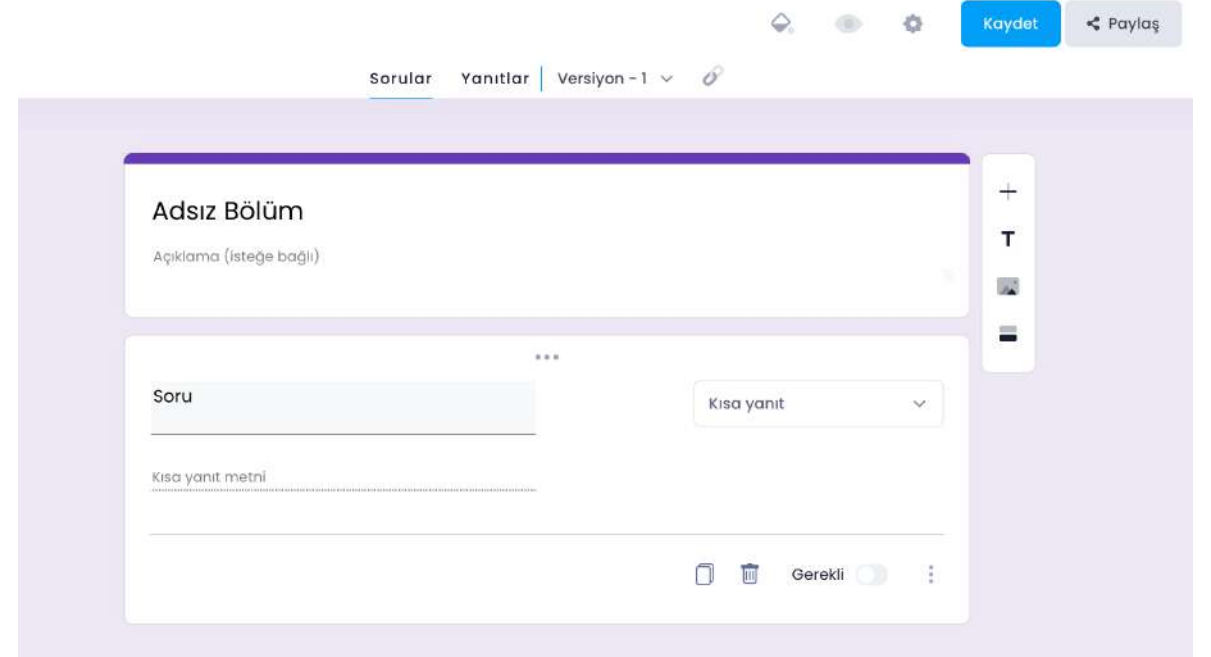 Kaydet
Paylaş
Sorular Yanıtlar Versiyon - 1
Adsız Bölüm
Açıklama (isteğe bağlı)
T
Soru
Kısa yanıt
Kısa yanıt metni
Gerekli